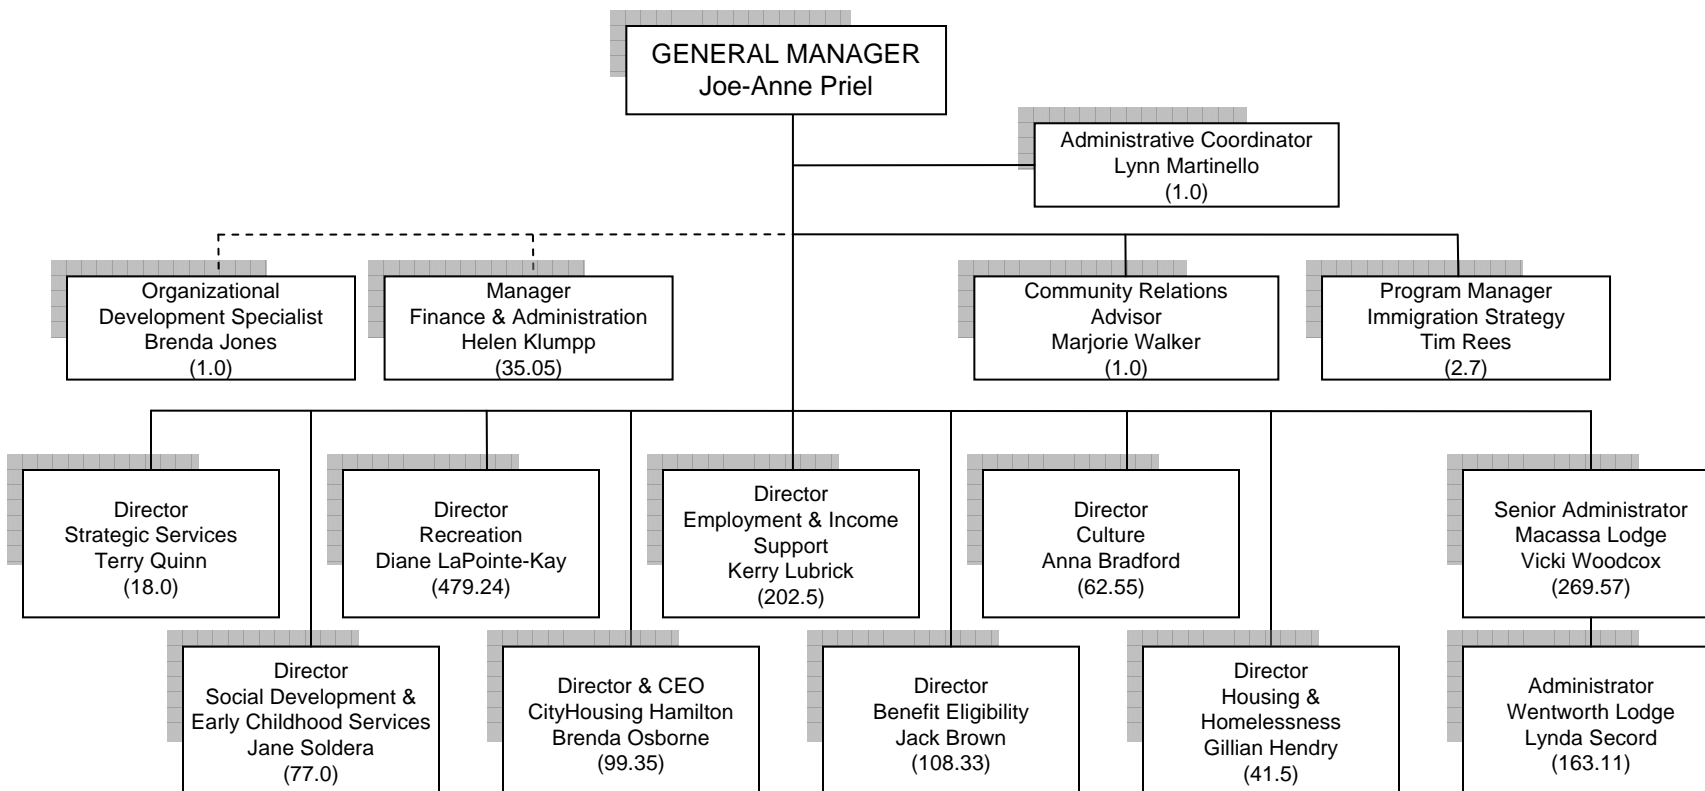 GENERAL MANAGER
Joe-Anne Priel
Administrative Coordinator
Lynn Martinello
(1.0)
Organizational
Development Specialist
Brenda Jones
(1.0)
Manager
Finance & Administration
Helen Klumpp
(35.05)
Community Relations
Advisor
Marjorie Walker
(1.0)
Program Manager
Immigration Strategy
Tim Rees
(2.7)
Director
Strategic Services
Terry Quinn
(18.0)
Director
Recreation
Diane LaPointe-Kay
(479.24)
Director
Employment & Income
Support
Kerry Lubrick
(202.5)
Director
Culture
Anna Bradford
(62.55)
Senior Administrator
Macassa Lodge
Vicki Woodcox
(269.57)
Director
Social Development &
Early Childhood Services
Jane Soldera
(77.0)
Director & CEO
CityHousing Hamilton
Brenda Osborne
(99.35)
Director
Benefit Eligibility
Jack Brown
(108.33)
Director
Housing &
Homelessness
Gillian Hendry
(41.5)
Administrator
Wentworth Lodge
Lynda Secord
(163.11)